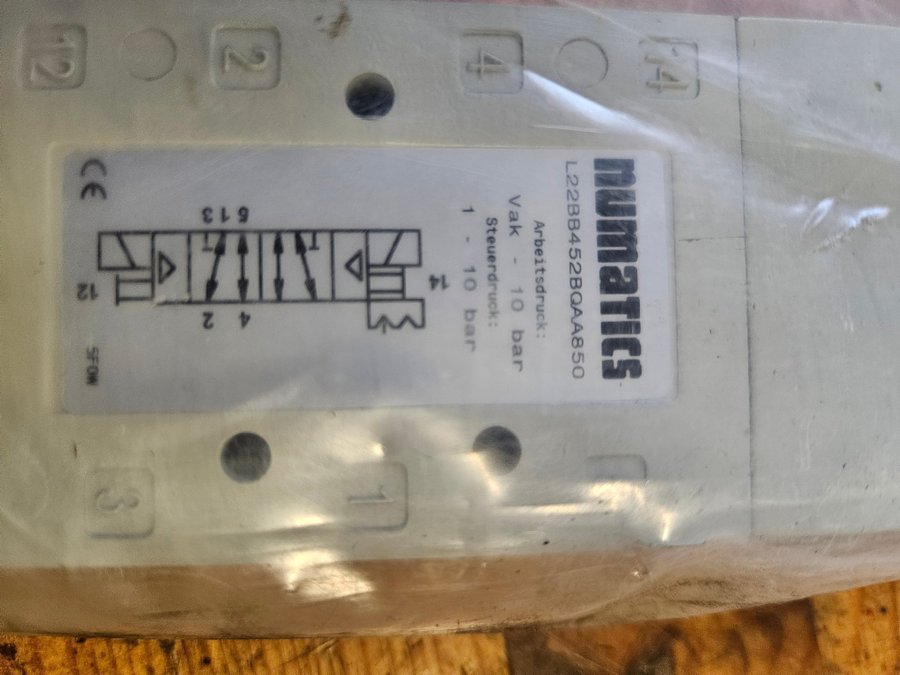 12 2 4 14
numatics
L22BB452BQAA850
Arbeitsdruck:
Vak - 10 bar
Steuerdruck:
1 - 10 bar
14
4 2
5 1 3
12
CE
SFOW
3 1